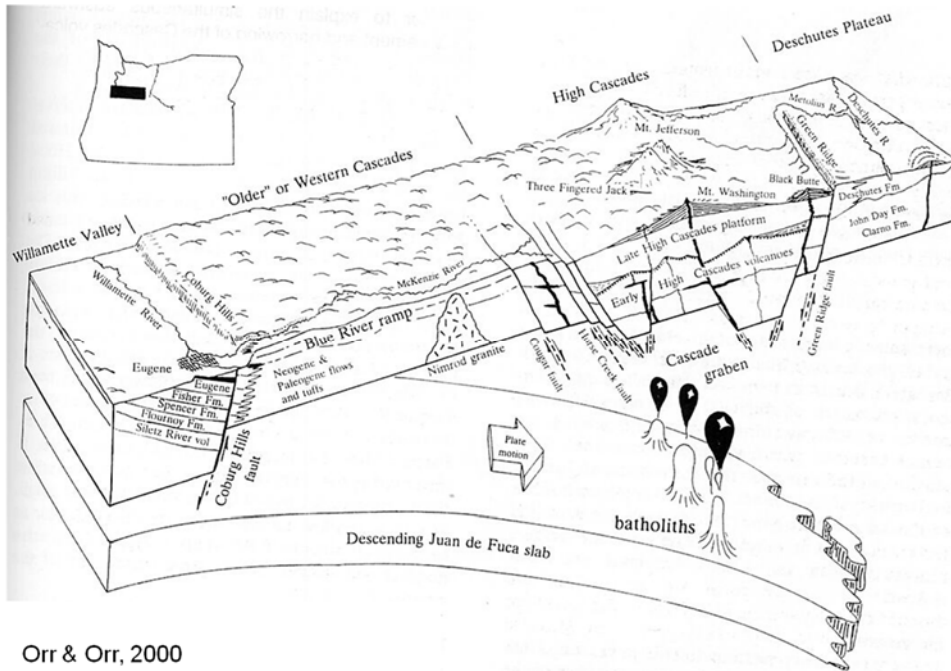 Deschutes Plateau
High Cascades
"Older" or Western Cascades
Willamette Valley
Metolius R.
Deschutes R.
Green Ridge
Mt. Jefferson
Black Butte
Three Fingered Jack
Mt. Washington
Deschutes Fm.
John Day Fm.
Clarno Fm.
Late High Cascades platform
Early High Cascades volcanoes
McKenzie River
Coburg Hills
Willamette
River
Blue River ramp
Eugene
Eugene
Fisher Fm.
Spencer Fm.
Flournoy Fm.
Siletz River vol
Neogene &
Paleogene flows
and tuffs
Nimrod granite
Cougar fault
Horse Creek fault
Cascade
graben
Green Ridge fault
Coburg Hills
fault
Plate
motion
batholiths
Descending Juan de Fuca slab
Orr & Orr, 2000